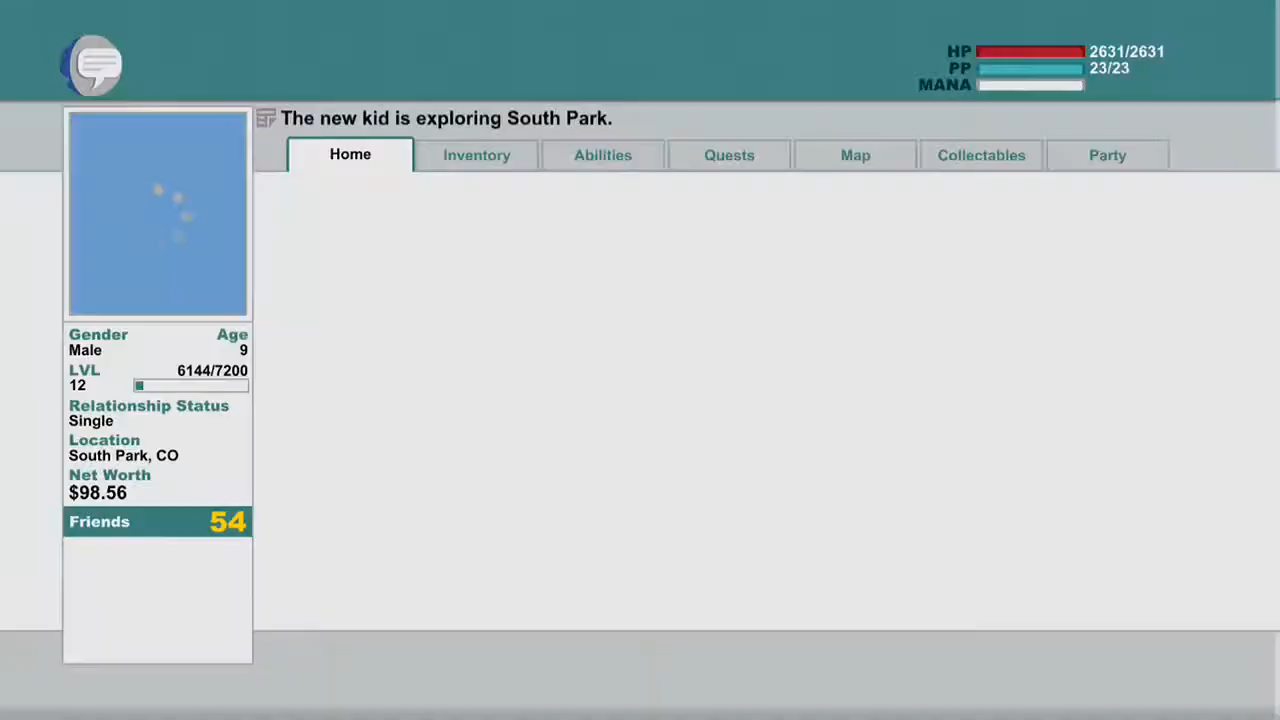 HP 2631/2631
PP 23/23
MANA
The new kid is exploring South Park.
Home Inventory Abilities Quests Map Collectables Party
Gender Age
Male 9
LVL 6144/7200
12
Relationship Status
Single
Location
South Park, CO
Net Worth
$98.56
Friends 54